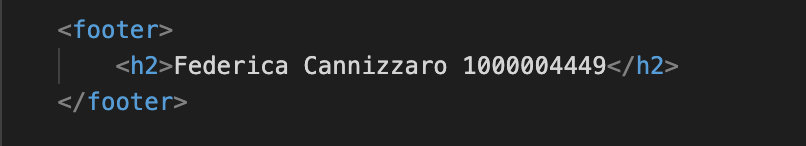 <footer>
<h2>Federica Cannizzaro 1000004449</h2>
</footer>